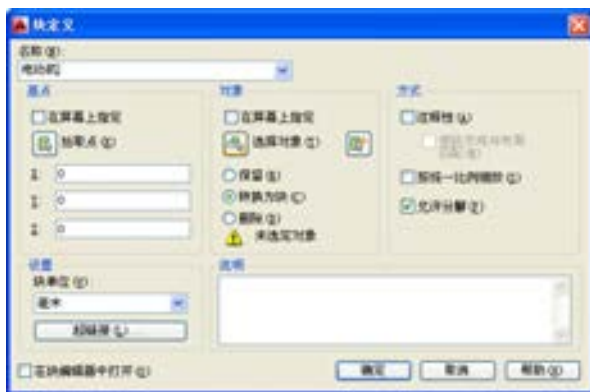 块定义
名称(N):
电动机
基点
在屏幕上指定
拾取点(K)
X: 0
Y: 0
Z: 0
对象
在屏幕上指定
选择对象(T)
保留(R)
转换为块(C)
删除(D)
未选定对象
方式
注释性(A)
按统一比例缩放(S)
允许分解(P)
设置
块单位(U):
毫米
超链接(L)...
说明
在块编辑器中打开(O)
确定
取消
帮助(H)